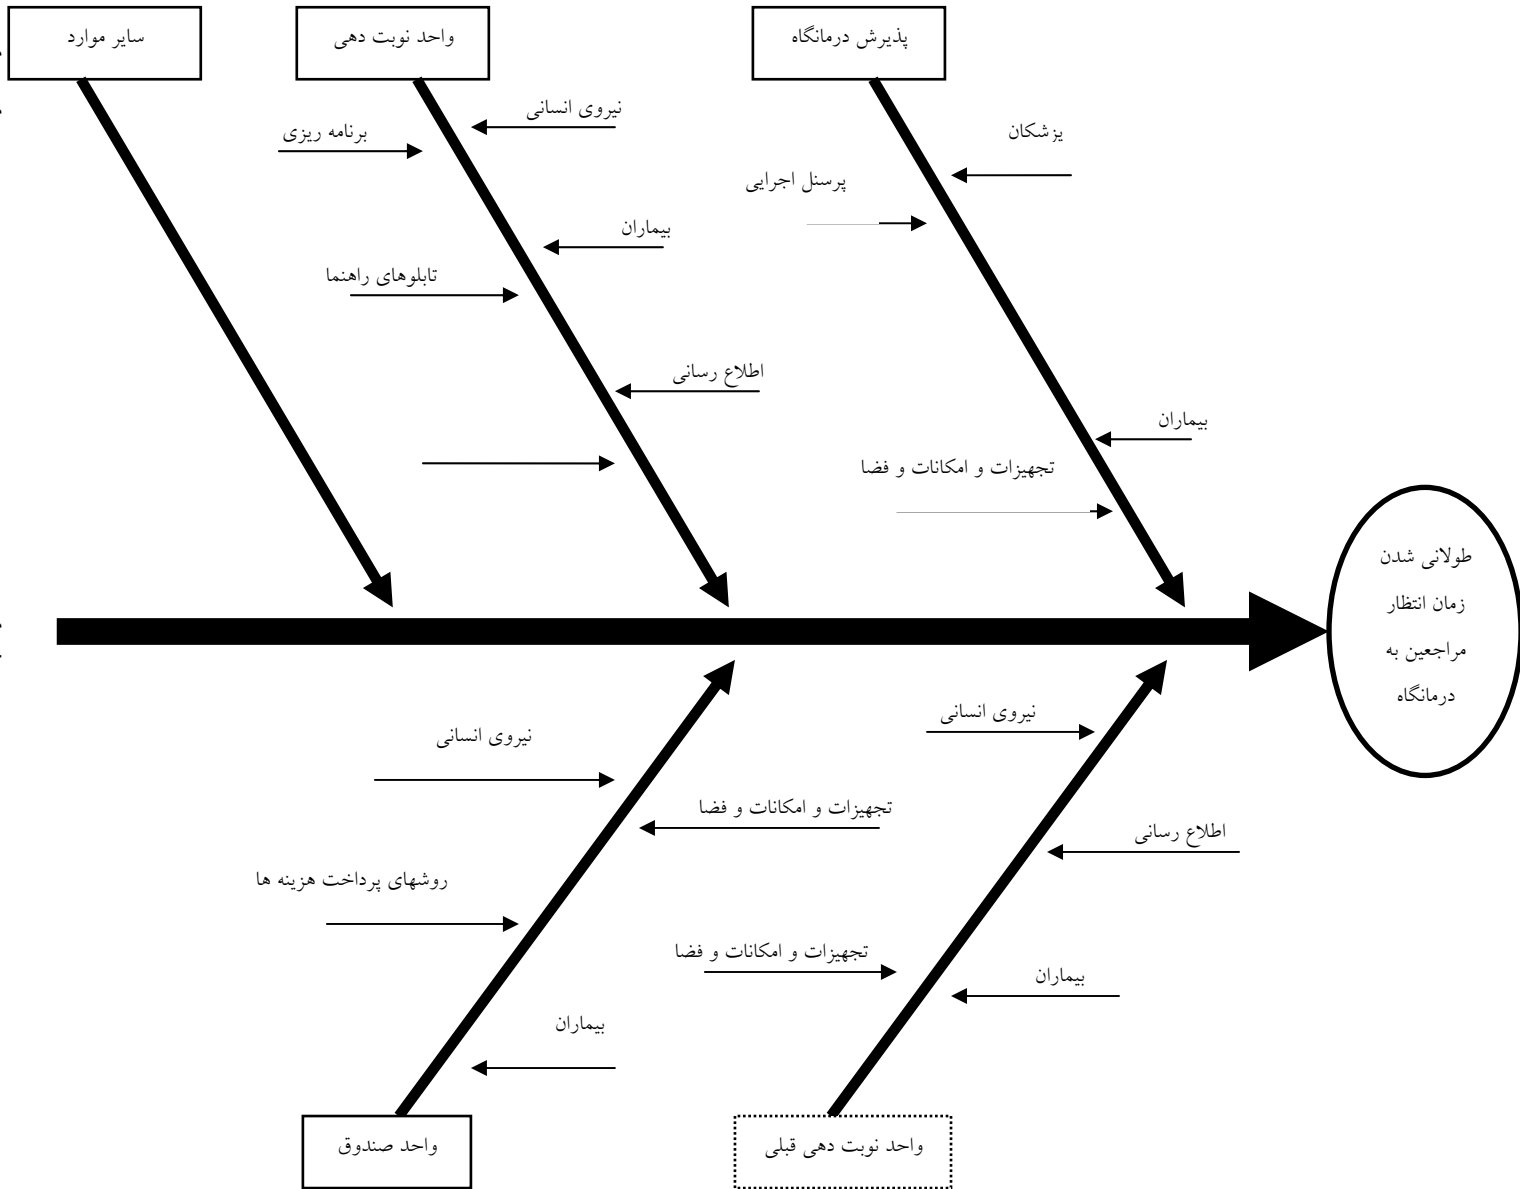 پذیرش درمانگاه
واحد نوبت دهی
سایر موارد
نیروی انسانی
برنامه ریزی
پزشکان
پرسنل اجرایی
بیماران
تابلوهای راهنما
اطلاع رسانی
بیماران
تجهیزات و امکانات و فضا
طولانی شدن
زمان انتظار
مراجعین به
درمانگاه
نیروی انسانی
نیروی انسانی
تجهیزات و امکانات و فضا
اطلاع رسانی
روشهای پرداخت هزینه ها
تجهیزات و امکانات و فضا
بیماران
بیماران
واحد نوبت دهی قبلی
واحد صندوق